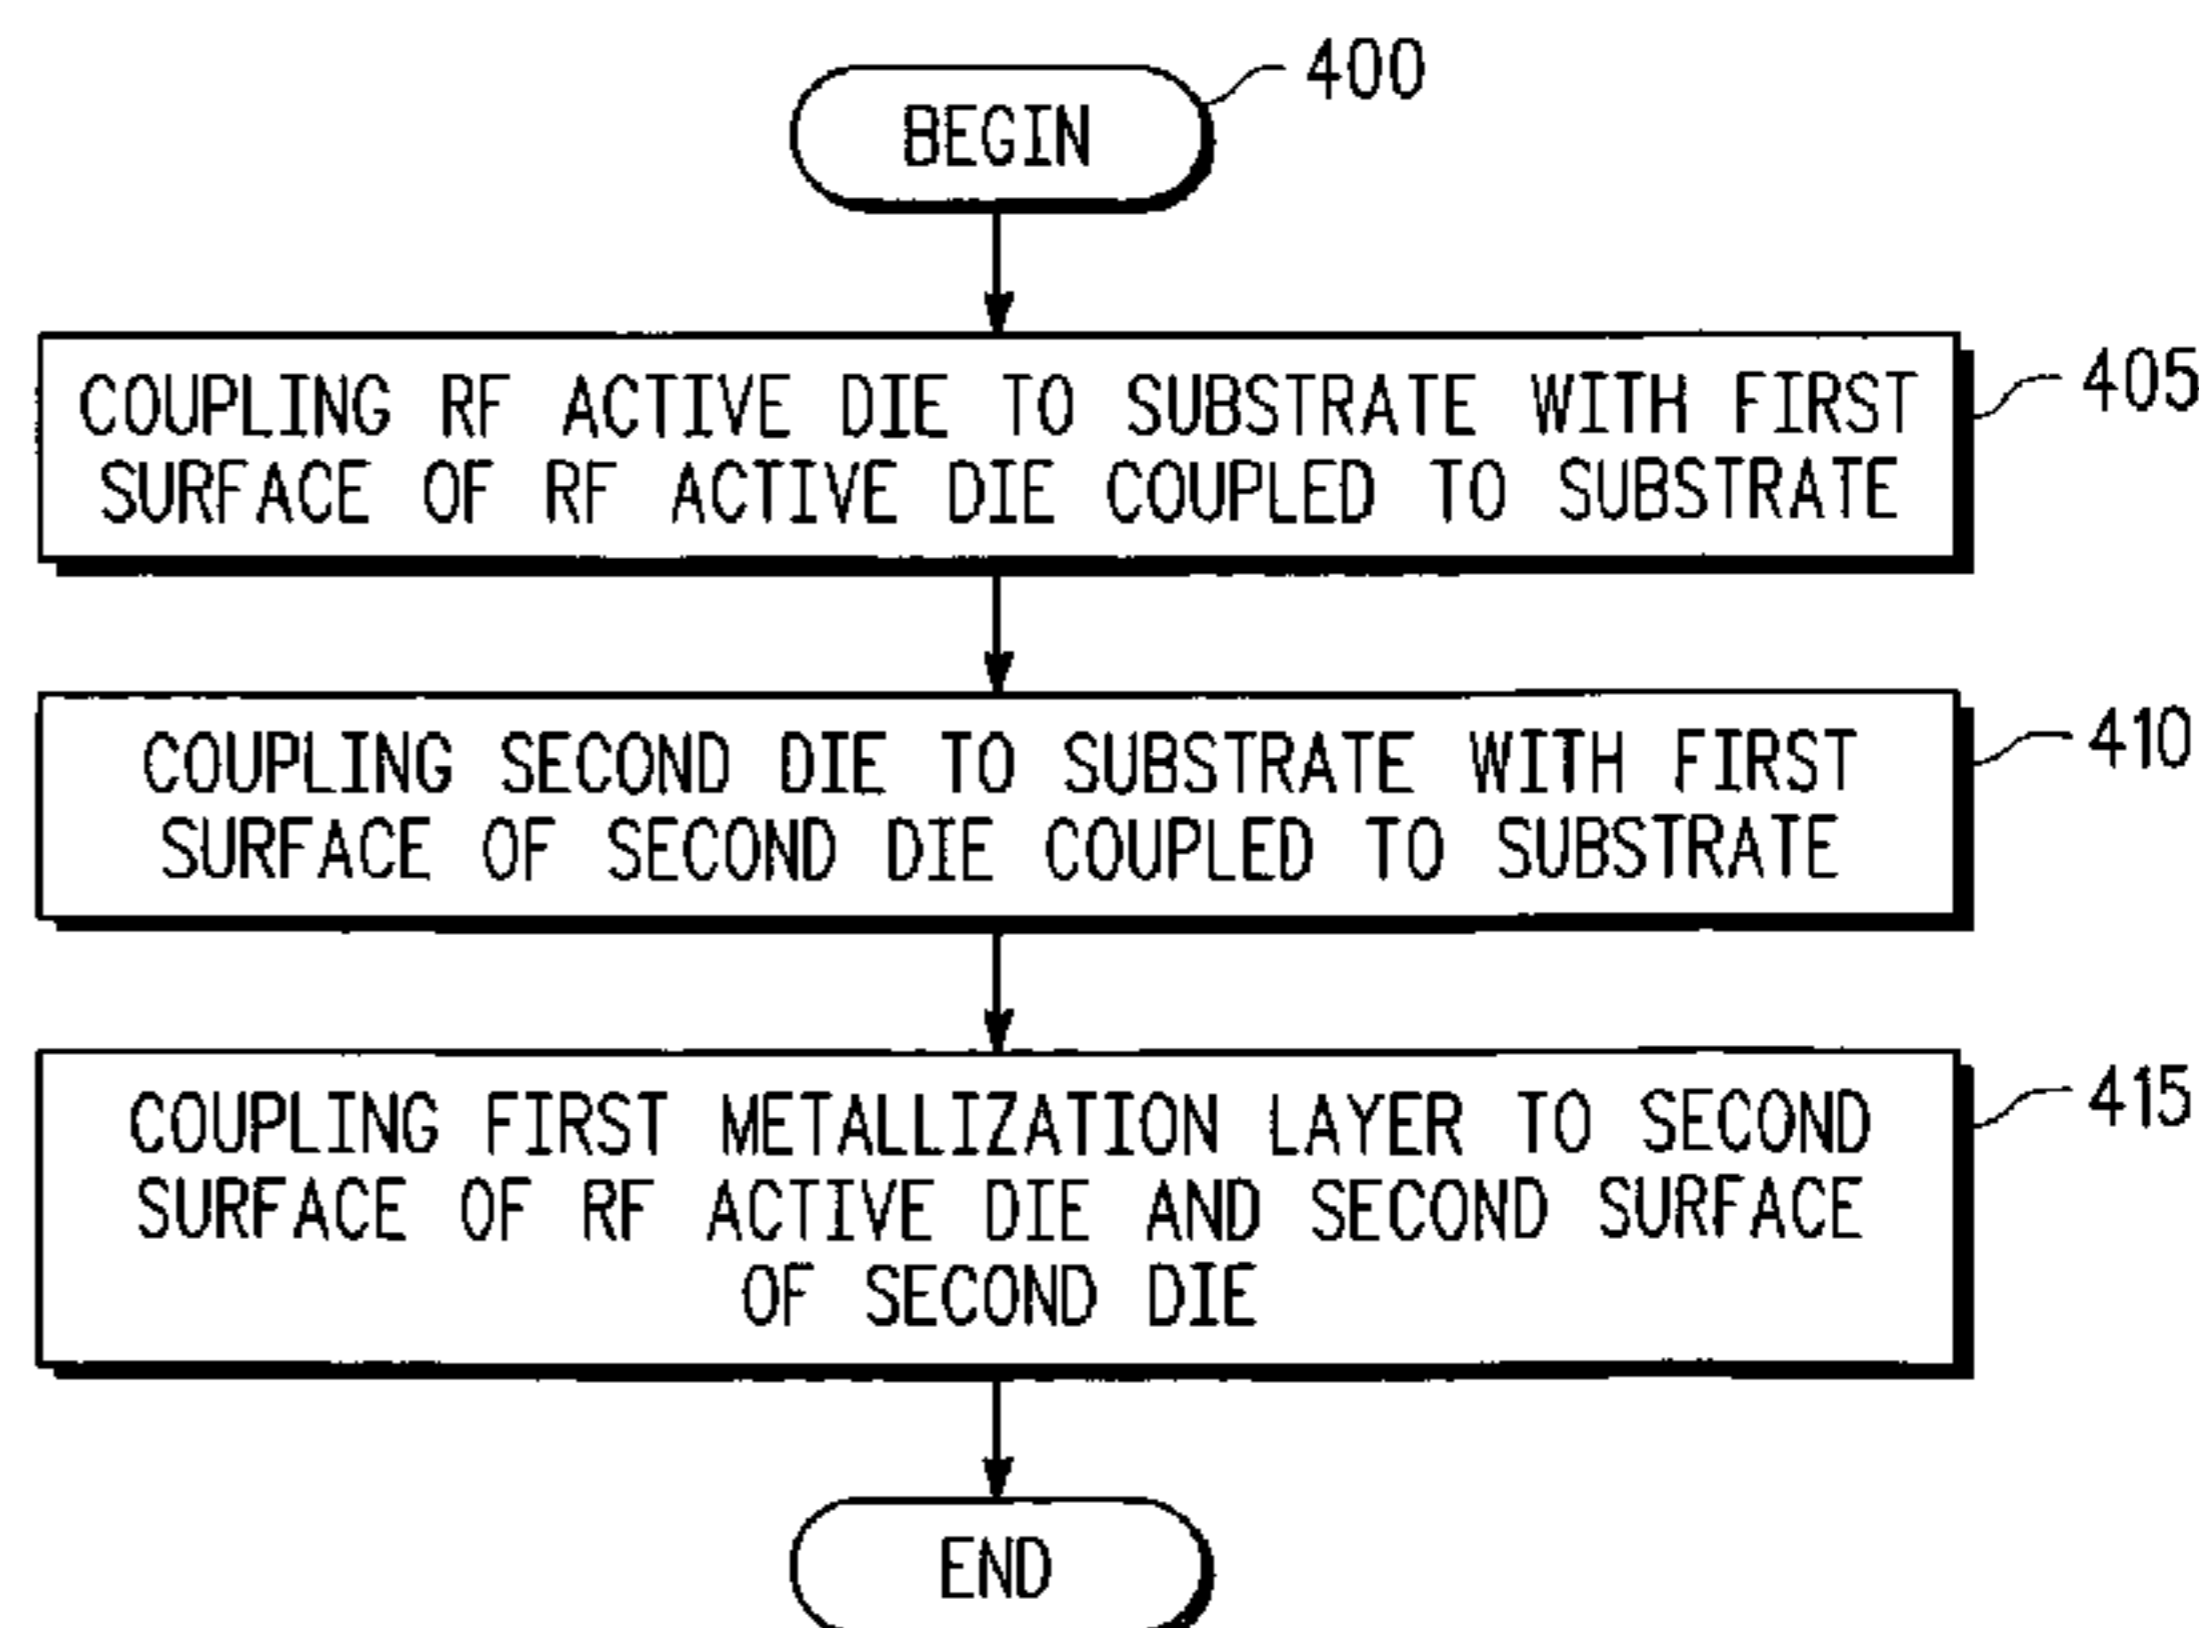 400
BEGIN
COUPLING RF ACTIVE DIE TO SUBSTRATE WITH FIRST
SURFACE OF RF ACTIVE DIE COUPLED TO SUBSTRATE
405
COUPLING SECOND DIE TO SUBSTRATE WITH FIRST
SURFACE OF SECOND DIE COUPLED TO SUBSTRATE
410
COUPLING FIRST METALLIZATION LAYER TO SECOND
SURFACE OF RF ACTIVE DIE AND SECOND SURFACE
OF SECOND DIE
415
END